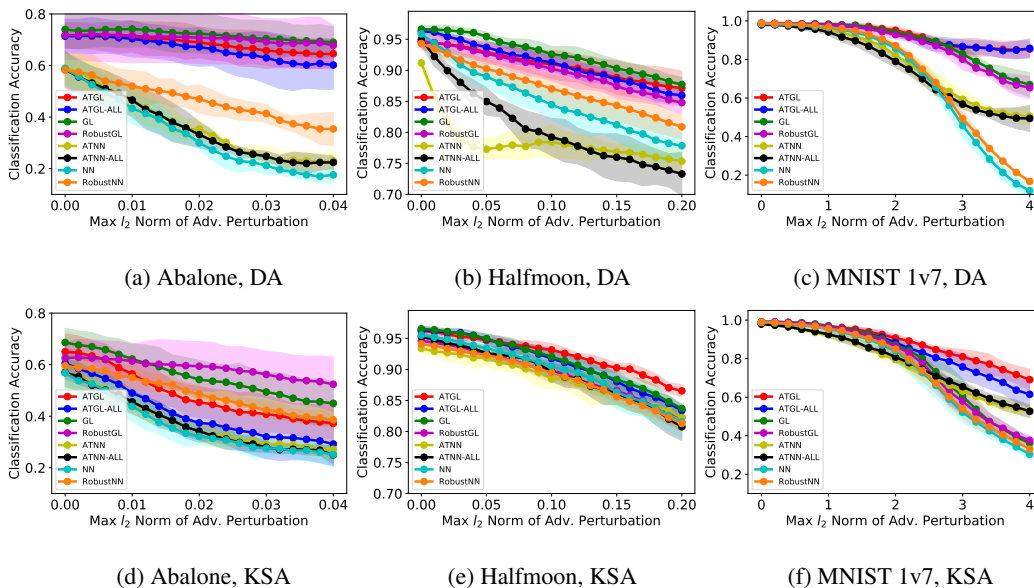 Classification Accuracy
0.8
0.6
0.4
0.2
ATGL
ATGL-ALL
GL
RobustGL
ATNN
ATNN-ALL
NN
RobustNN
0.00 0.01 0.02 0.03 0.04
Max l2 Norm of Adv. Perturbation
(a) Abalone, DA
Classification Accuracy
0.95
0.90
0.85
0.80
0.75
0.70
ATGL
ATGL-ALL
GL
RobustGL
ATNN
ATNN-ALL
NN
RobustNN
0.00 0.05 0.10 0.15 0.20
Max l2 Norm of Adv. Perturbation
(b) Halfmoon, DA
Classification Accuracy
1.0
0.8
0.6
0.4
0.2
ATGL
ATGL-ALL
GL
RobustGL
ATNN
ATNN-ALL
NN
RobustNN
0 1 2 3 4
Max l2 Norm of Adv. Perturbation
(c) MNIST 1v7, DA
Classification Accuracy
0.8
0.6
0.4
0.2
ATGL
ATGL-ALL
GL
RobustGL
ATNN
ATNN-ALL
NN
RobustNN
0.00 0.01 0.02 0.03 0.04
Max l2 Norm of Adv. Perturbation
(d) Abalone, KSA
Classification Accuracy
0.95
0.90
0.85
0.80
0.75
0.70
ATGL
ATGL-ALL
GL
RobustGL
ATNN
ATNN-ALL
NN
RobustNN
0.00 0.05 0.10 0.15 0.20
Max l2 Norm of Adv. Perturbation
(e) Halfmoon, KSA
Classification Accuracy
1.0
0.8
0.6
0.4
0.2
ATGL
ATGL-ALL
GL
RobustGL
ATNN
ATNN-ALL
NN
RobustNN
0 1 2 3 4
Max l2 Norm of Adv. Perturbation
(f) MNIST 1v7, KSA